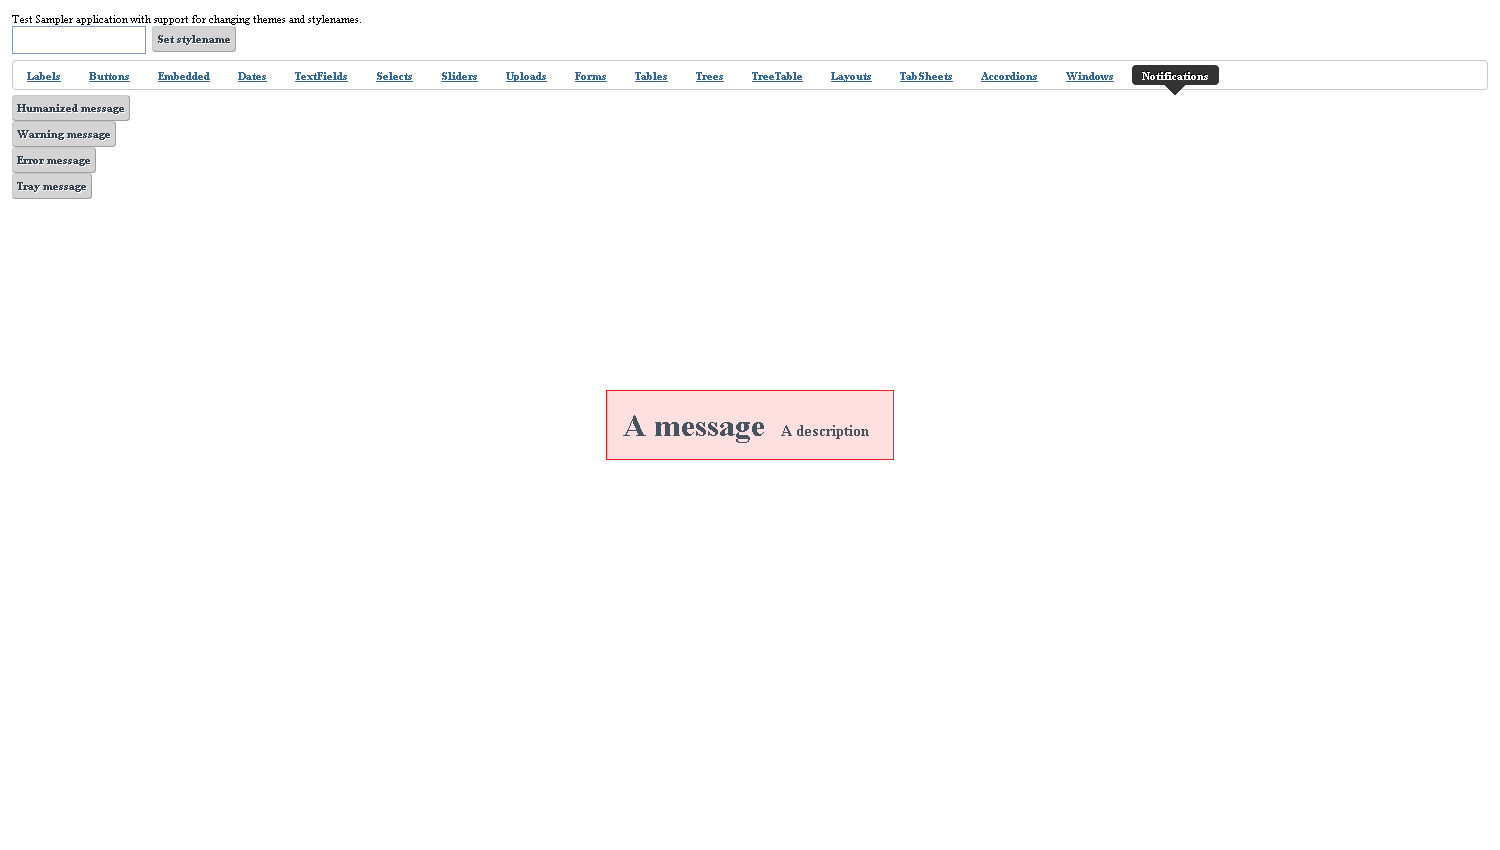 Test Sampler application with support for changing themes and stylenames.
Set stylename
Labels Buttons Embedded Dates TextFields Selects Sliders Uploads Forms Tables Trees TreeTable Layouts TabSheets Accordions Windows Notifications
Humanized message
Warning message
Error message
Tray message
A message A description